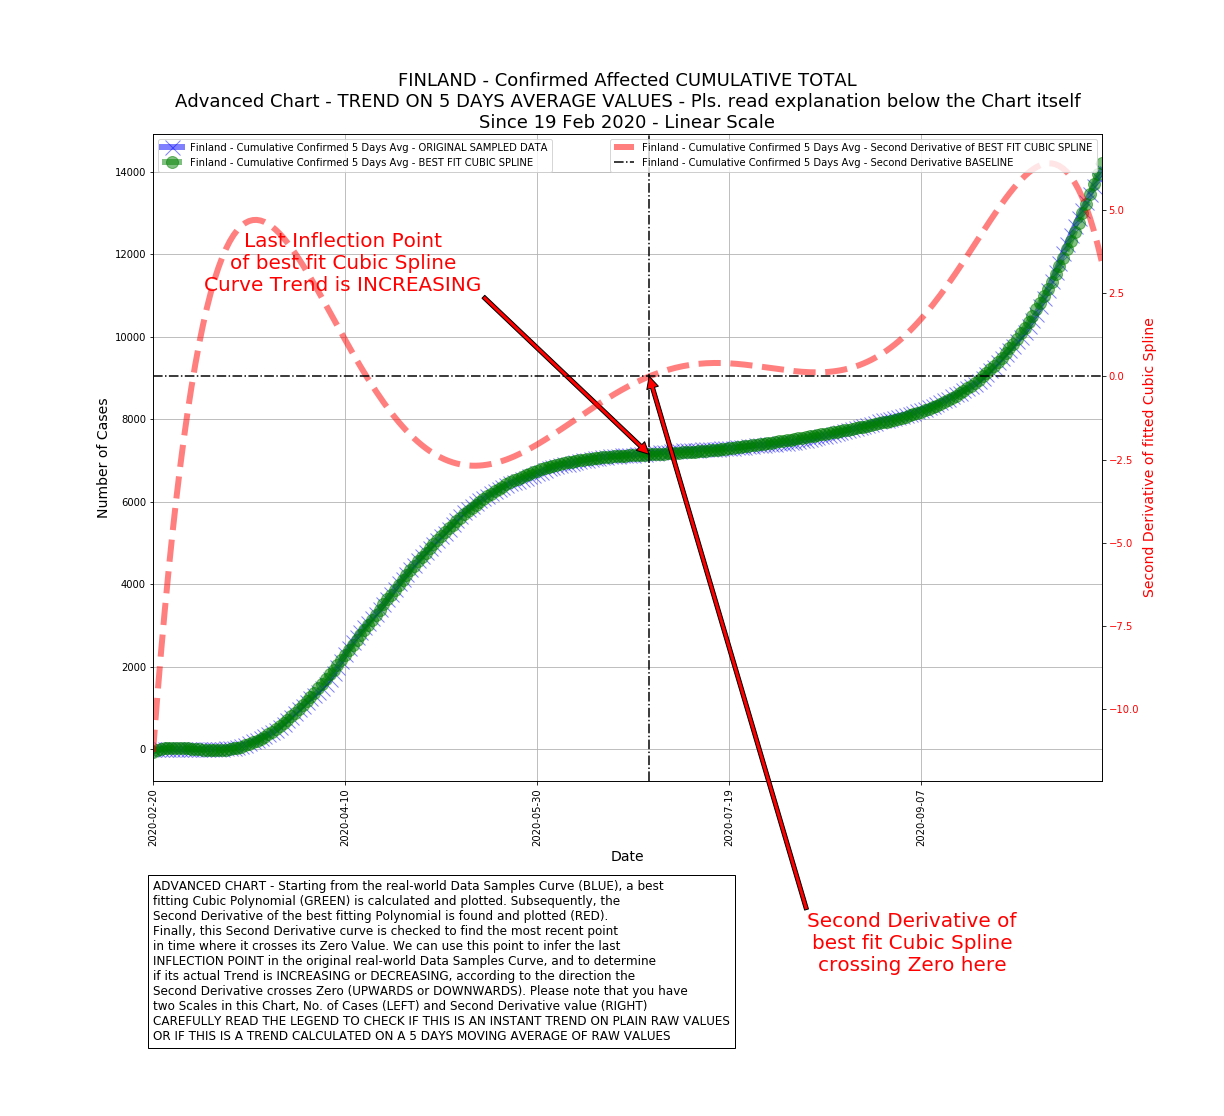 FINLAND - Confirmed Affected CUMULATIVE TOTAL
Advanced Chart - TREND ON 5 DAYS AVERAGE VALUES - Pls. read explanation below the Chart itself
Since 19 Feb 2020 - Linear Scale
Finland - Cumulative Confirmed 5 Days Avg - ORIGINAL SAMPLED DATA
Finland - Cumulative Confirmed 5 Days Avg - BEST FIT CUBIC SPLINE
Finland - Cumulative Confirmed 5 Days Avg - Second Derivative of BEST FIT CUBIC SPLINE
Finland - Cumulative Confirmed 5 Days Avg - Second Derivative BASELINE
Last Inflection Point
of best fit Cubic Spline
Curve Trend is INCREASING
Number of Cases
14000
12000
10000
8000
6000
4000
2000
0
5.0
2.5
0.0
−2.5
−5.0
−7.5
−10.0
Second Derivative of fitted Cubic Spline
2020-02-20
2020-04-10
2020-05-30
2020-07-19
2020-09-07
Date
Second Derivative of
best fit Cubic Spline
crossing Zero here
ADVANCED CHART - Starting from the real-world Data Samples Curve (BLUE), a best
fitting Cubic Polynomial (GREEN) is calculated and plotted. Subsequently, the
Second Derivative of the best fitting Polynomial is found and plotted (RED).
Finally, this Second Derivative curve is checked to find the most recent point
in time where it crosses its Zero Value. We can use this point to infer the last
INFLECTION POINT in the original real-world Data Samples Curve, and to determine
if its actual Trend is INCREASING or DECREASING, according to the direction the
Second Derivative crosses Zero (UPWARDS or DOWNWARDS). Please note that you have
two Scales in this Chart, No. of Cases (LEFT) and Second Derivative value (RIGHT)
CAREFULLY READ THE LEGEND TO CHECK IF THIS IS AN INSTANT TREND ON PLAIN RAW VALUES
OR IF THIS IS A TREND CALCULATED ON A 5 DAYS MOVING AVERAGE OF RAW VALUES